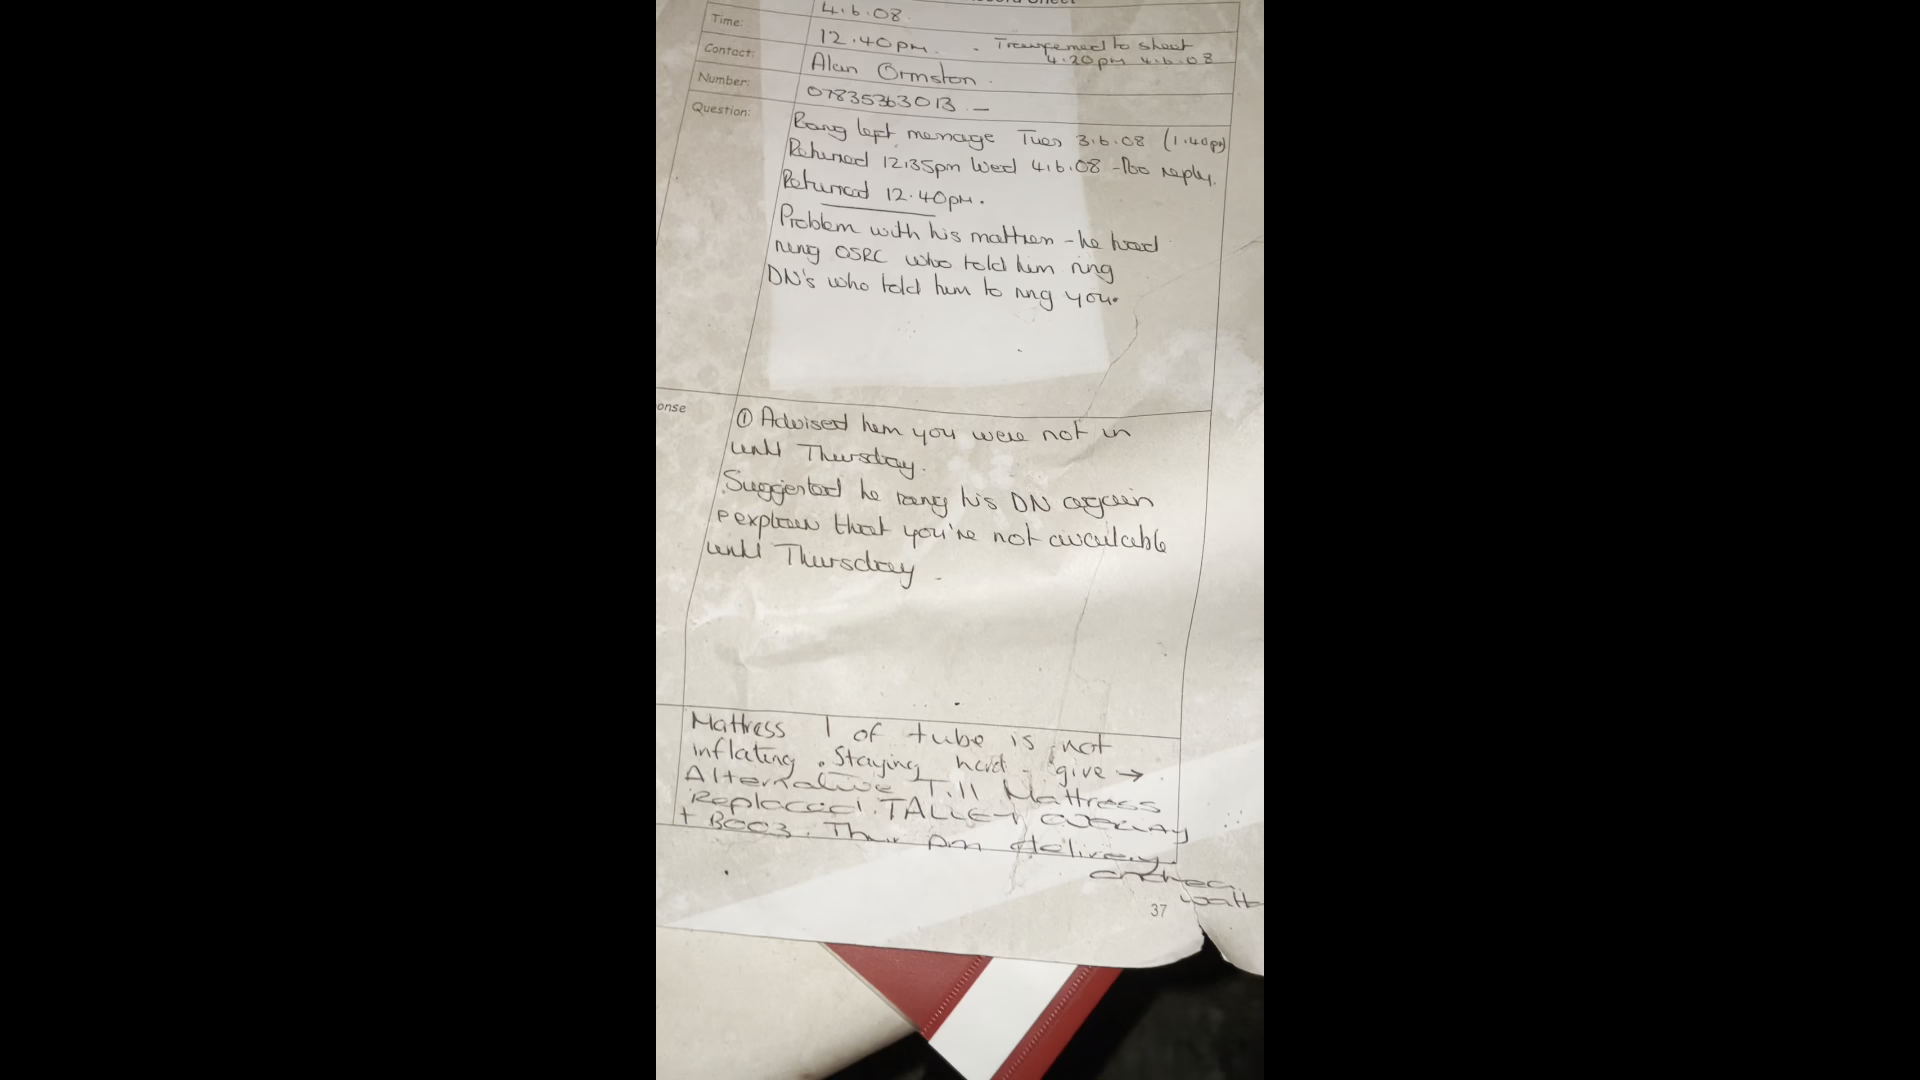 4.6.08.
Time: 12.40pm. - Transferred to sheet
4.20pm 4.6.08
Contact: Alan Ormston.
Number: 07835363013. -
Question: Rang left message Tues 3.6.08 (1.40pm)
Returned 12.35pm Wed 4.6.08 - No reply.
Returned 12.40pm.
Problem with his mattress - he had
rung OSRC who told him ring
DN's who told him to ring you.
onse ① Advised him you were not in
until Thursday.
Suggested he rang his DN again
& explain that you're not available
until Thursday.
Mattress 1 of tube is not
inflating. Staying hard - give →
Alternative Till Mattress
Replaced. TALLEY OVERLAY
+ Thur pm delivery.
37